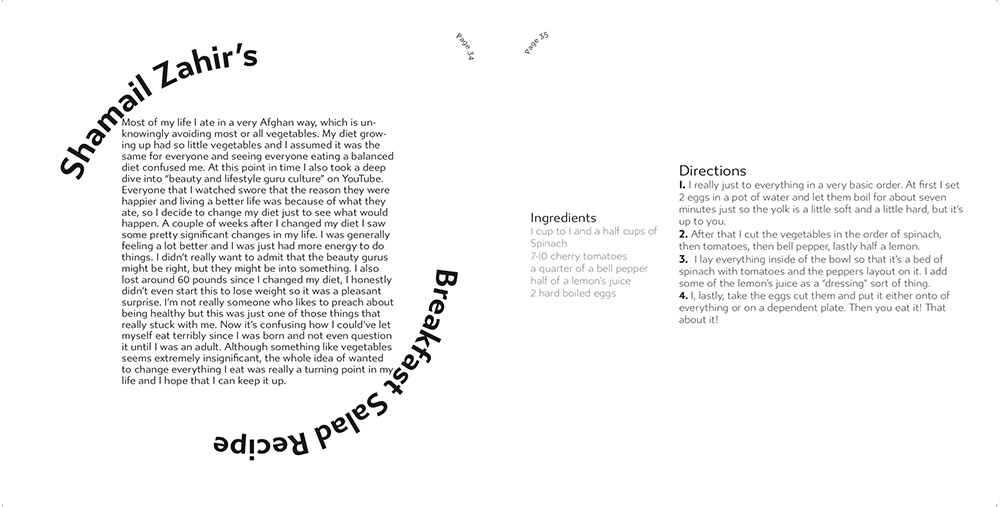 Page 34
Shamail Zahir's
Most of my life I ate in a very Afghan way, which is un-
knowingly avoiding most or all vegetables. My diet grow-
ing up had so little vegetables and I assumed it was the
same for everyone and seeing everyone eating a balanced
diet confused me. At this point in time I also took a deep
dive into "beauty and lifestyle guru culture" on YouTube.
Everyone that I watched swore that the reason they were
happier and living a better life was because of what they
ate, so I decide to change my diet just to see what would
happen. A couple of weeks after I changed my diet I saw
some pretty significant changes in my life. I was generally
feeling a lot better and I was just had more energy to do
things. I didn't really want to admit that the beauty gurus
might be right, but they might be into something. I also
lost around 60 pounds since I changed my diet, I honestly
didn't even start this to lose weight so it was a pleasant
surprise. I'm not really someone who likes to preach about
being healthy but this was just one of those things that
really stuck with me. Now it's confusing how I could've let
myself eat terribly since I was born and not even question
it until I was an adult. Although something like vegetables
seems extremely insignificant, the whole idea of wanted
to change everything I eat was really a turning point in my
life and I hope that I can keep it up.
Breakfast Salad Recipe
Page 35
Ingredients
1 cup to 1 and a half cups of
Spinach
7-10 cherry tomatoes
a quarter of a bell pepper
half of a lemon's juice
2 hard boiled eggs
Directions
1. I really just to everything in a very basic order. At first I set
2 eggs in a pot of water and let them boil for about seven
minutes just so the yolk is a little soft and a little hard, but it's
up to you.
2. After that I cut the vegetables in the order of spinach,
then tomatoes, then bell pepper, lastly half a lemon.
3. I lay everything inside of the bowl so that it's a bed of
spinach with tomatoes and the peppers layout on it. I add
some of the lemon's juice as a "dressing" sort of thing.
4. I, lastly, take the eggs cut them and put it either onto of
everything or on a dependent plate. Then you eat it! That
about it!